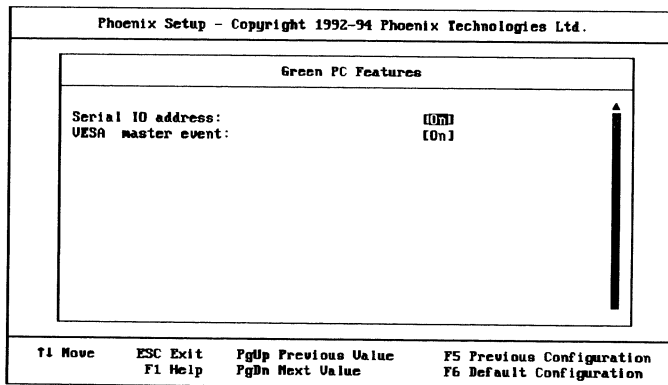 Phoenix Setup - Copyright 1992-94 Phoenix Technologies Ltd.
Green PC Features
Serial IO address: [On]
VESA master event: [On]
↑↓ Move ESC Exit PgUp Previous Value F5 Previous Configuration
F1 Help PgDn Next Value F6 Default Configuration